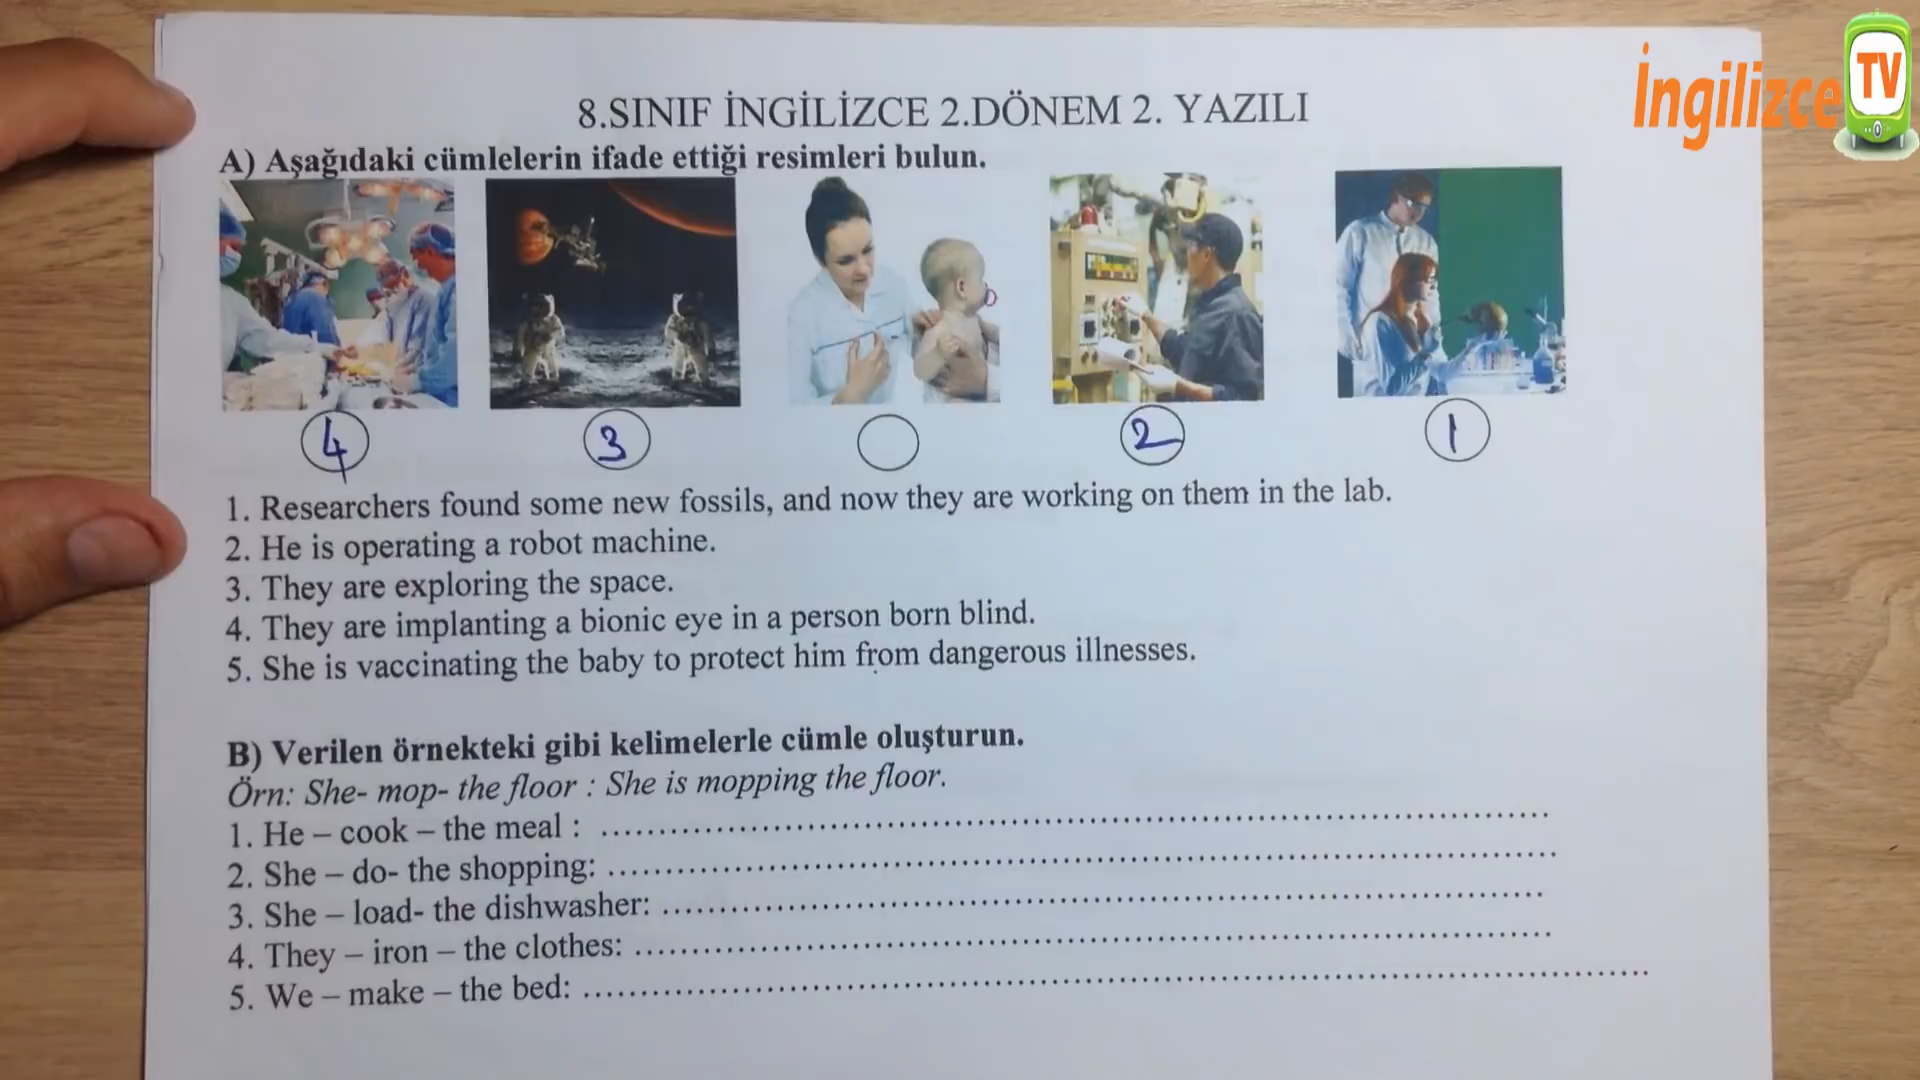 İngilizce TV
8.SINIF İNGİLİZCE 2.DÖNEM 2. YAZILI
A) Aşağıdaki cümlelerin ifade ettiği resimleri bulun.
4 3 2 1
1. Researchers found some new fossils, and now they are working on them in the lab.
2. He is operating a robot machine.
3. They are exploring the space.
4. They are implanting a bionic eye in a person born blind.
5. She is vaccinating the baby to protect him from dangerous illnesses.
B) Verilen örnekteki gibi kelimelerle cümle oluşturun.
Örn: She- mop- the floor : She is mopping the floor.
1. He – cook – the meal : ........................................................................
2. She – do- the shopping: ........................................................................
3. She – load- the dishwasher: ........................................................................
4. They – iron – the clothes: ........................................................................
5. We – make – the bed: ........................................................................